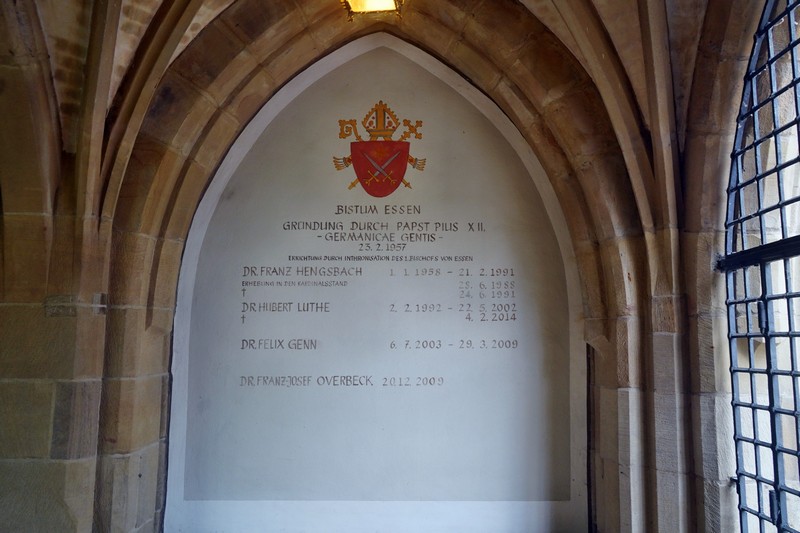 BISTUM ESSEN
GRÜNDUNG DURCH PAPST PIUS XII.
- GERMANICAE GENTIS -
23. 2. 1957
ERRICHTUNG DURCH INTHRONISATION DES 1. BISCHOFS VON ESSEN
DR. FRANZ HENGSBACH 1. 1. 1958 - 21. 2. 1991
ERHEBUNG IN DEN KARDINALSSTAND 28. 6. 1988
† 24. 6. 1991
DR. HUBERT LUTHE 2. 2. 1992 - 22. 5. 2002
† 4. 2. 2014
DR. FELIX GENN 6. 7. 2003 - 29. 3. 2009
DR. FRANZ-JOSEF OVERBECK 20.12. 2009